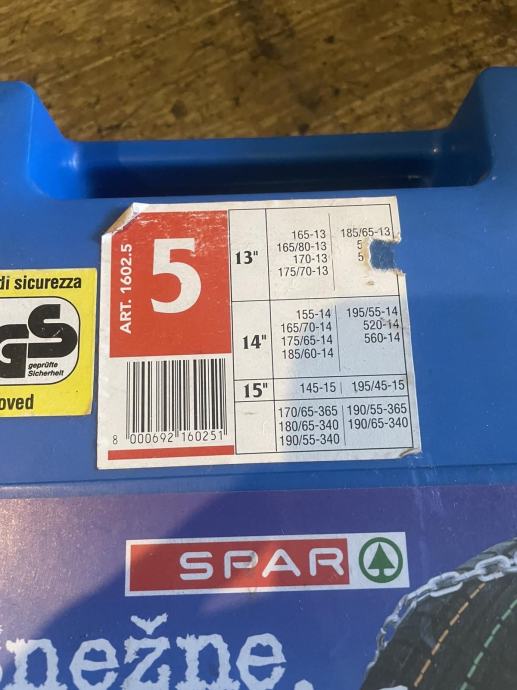 ART. 1602.5
5
13"
165-13
165/80-13
170-13
175/70-13
185/65-13
5
5
14"
155-14
165/70-14
175/65-14
185/60-14
195/55-14
520-14
560-14
15"
145-15
195/45-15
170/65-365
180/65-340
190/55-340
190/55-365
190/65-340
8 000692 160251
di sicurezza
GS
geprüfte
Sicherheit
oved
SPAR
snežne